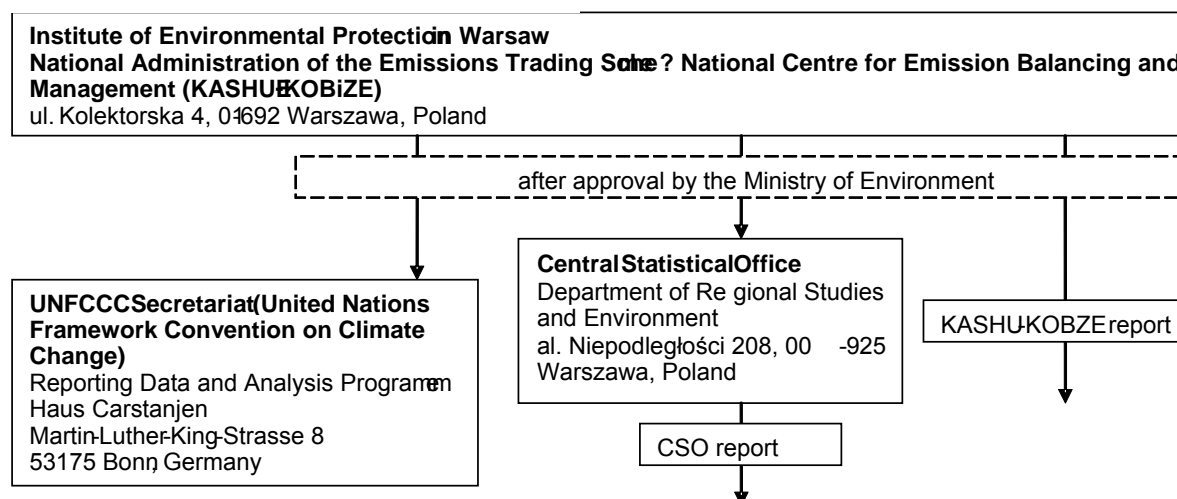 Institute of Environmental Protection in Warsaw
National Administration of the Emissions Trading Scheme ? National Centre for Emission Balancing and
Management (KASHUE-KOBiZE)
ul. Kolektorska 4, 01-692 Warszawa, Poland
after approval by the Ministry of Environment
UNFCCC Secretariat (United Nations
Framework Convention on Climate
Change)
Reporting Data and Analysis Programme
Haus Carstanjen
Martin-Luther-King-Strasse 8
53175 Bonn, Germany
Central Statistical Office
Department of Re gional Studies
and Environment
al. Niepodległości 208, 00 -925
Warszawa, Poland
CSO report
KASHU-KOBZE report